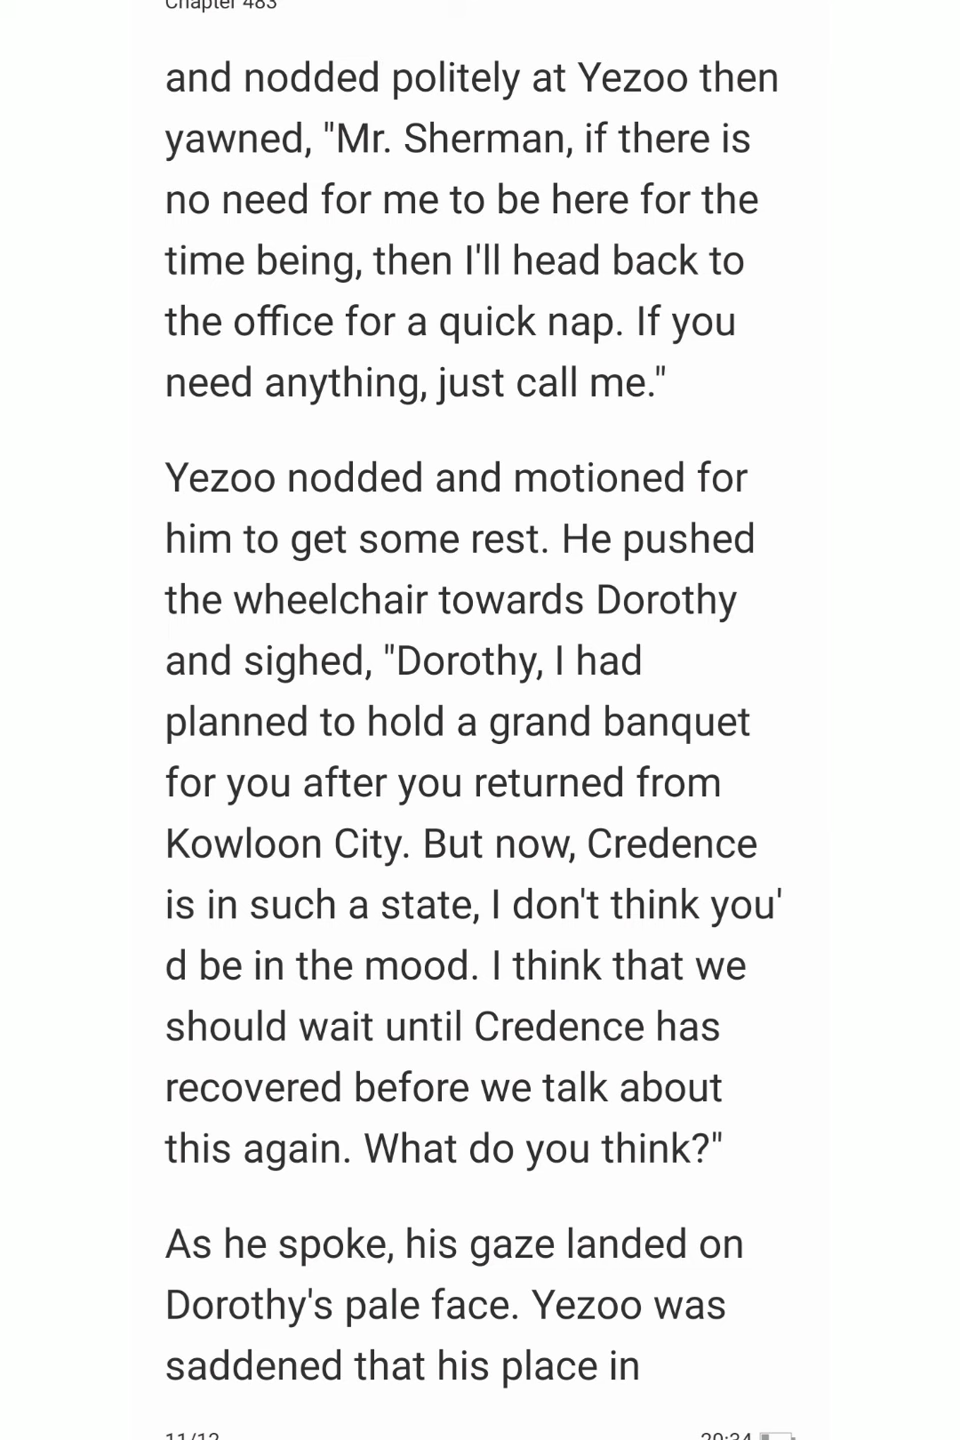 Chapter 483
and nodded politely at Yezoo then
yawned, "Mr. Sherman, if there is
no need for me to be here for the
time being, then I'll head back to
the office for a quick nap. If you
need anything, just call me."
Yezoo nodded and motioned for
him to get some rest. He pushed
the wheelchair towards Dorothy
and sighed, "Dorothy, I had
planned to hold a grand banquet
for you after you returned from
Kowloon City. But now, Credence
is in such a state, I don't think you'
d be in the mood. I think that we
should wait until Credence has
recovered before we talk about
this again. What do you think?"
As he spoke, his gaze landed on
Dorothy's pale face. Yezoo was
saddened that his place in
11/12 20:34